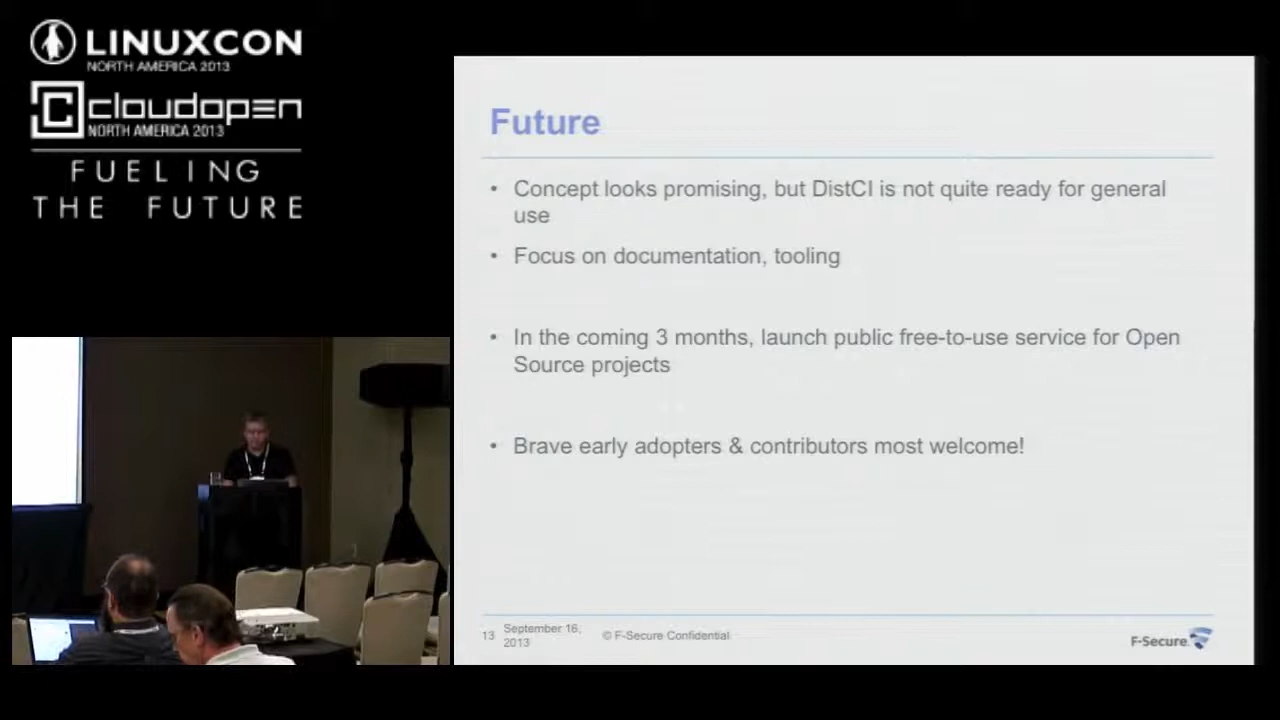 LINUXCON
NORTH AMERICA 2013
cloudopen
NORTH AMERICA 2013
FUELING
THE FUTURE
Future
• Concept looks promising, but DistCI is not quite ready for general
use
• Focus on documentation, tooling
• In the coming 3 months, launch public free-to-use service for Open
Source projects
• Brave early adopters & contributors most welcome!
13
September 16,
2013
© F-Secure Confidential
F-Secure